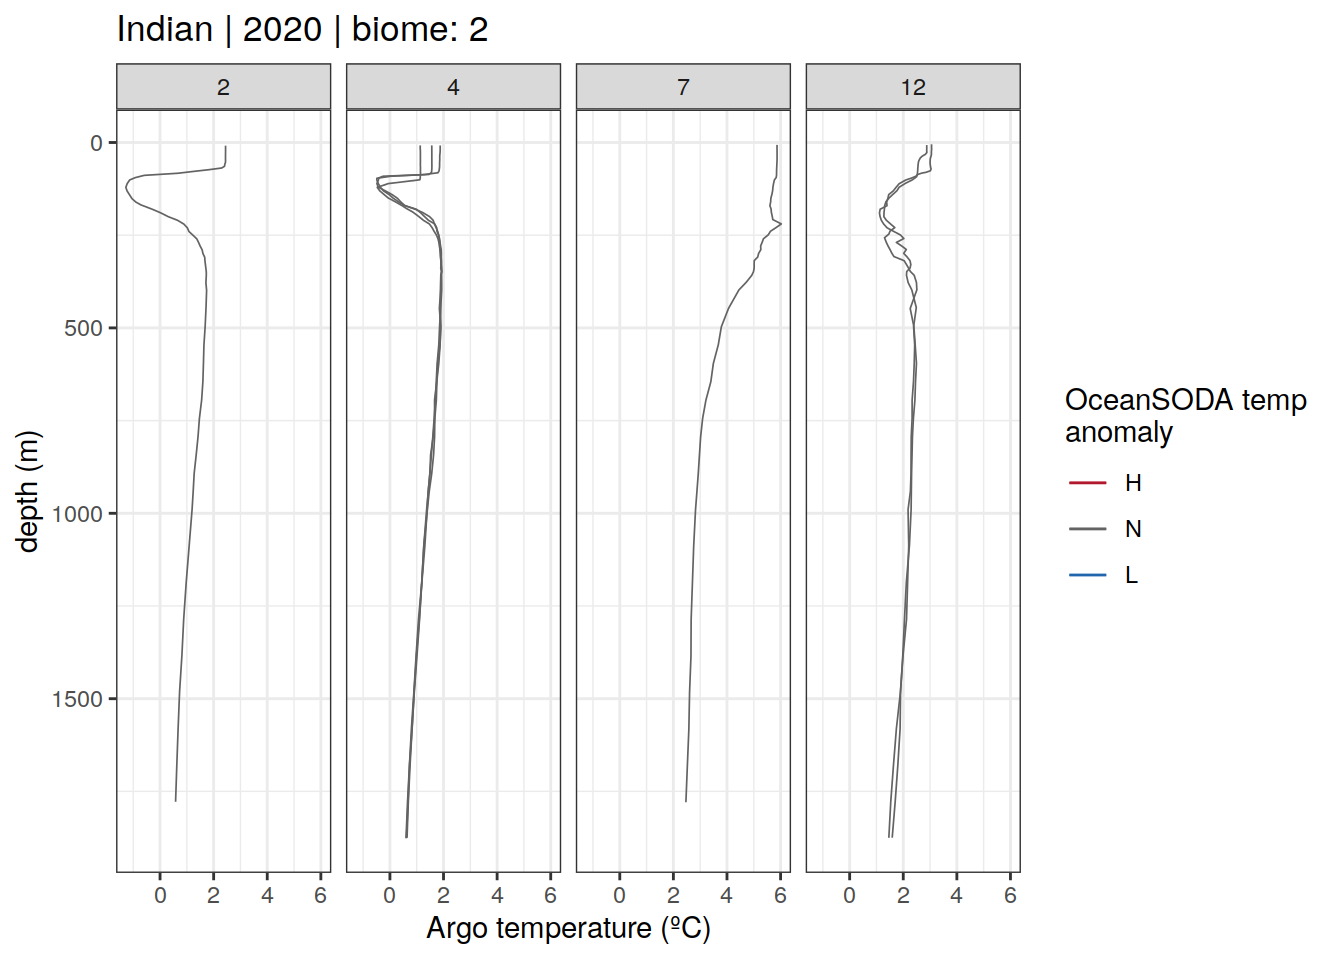 Indian | 2020 | biome: 2
2 4 7 12
0
500
1000
1500
depth (m)
0 2 4 6 0 2 4 6 0 2 4 6 0 2 4 6
Argo temperature (ºC)
OceanSODA temp
anomaly
H
N
L